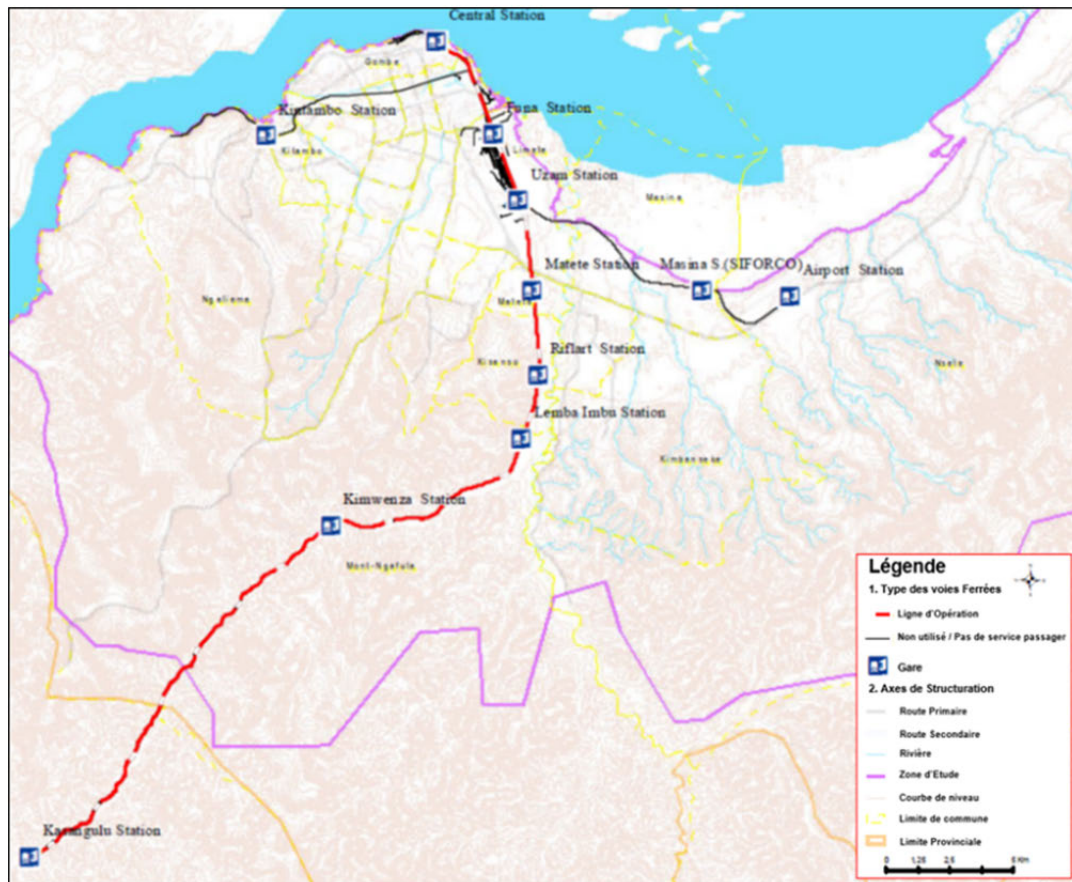 Central Station
Gombe
Kintambo Station
Funa Station
Kitambo
Limete
Uzam Station
Masina
Matete Station
Masina S.(SIFORCO)
Airport Station
Ngaliema
Matete
Riflart Station
Kisenso
Nsele
Lemba Imbu Station
Kimbanseke
Kimwenza Station
Mont-Ngafula
Kasangulu Station
Légende
1. Type des voies Ferrées
Ligne d'Opération
Non utilisé / Pas de service passager
Gare
2. Axes de Structuration
Route Primaire
Route Secondaire
Rivière
Zone d'Etude
Courbe de niveau
Limite de commune
Limite Provinciale
0 1,25 2,5 5 Km